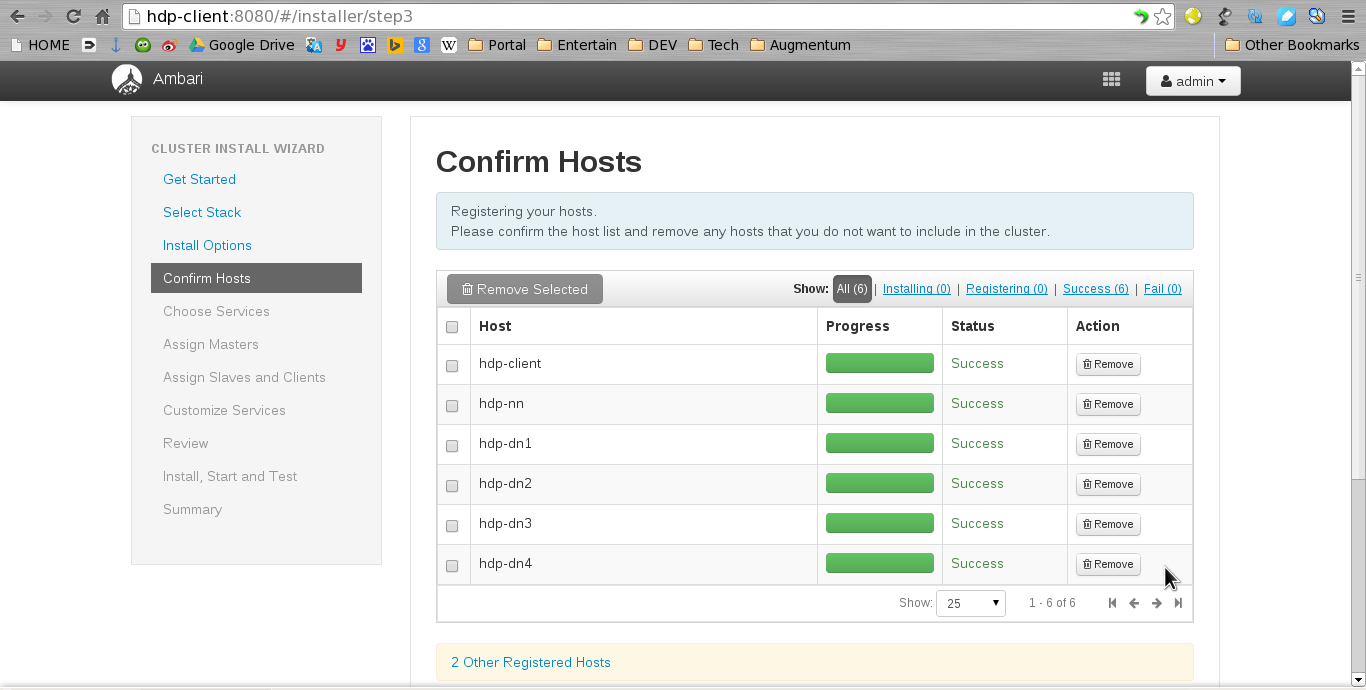 hdp-client:8080/#/installer/step3
HOME Google Drive Portal Entertain DEV Tech Augmentum Other Bookmarks
Ambari admin
CLUSTER INSTALL WIZARD
Get Started
Select Stack
Install Options
Confirm Hosts
Choose Services
Assign Masters
Assign Slaves and Clients
Customize Services
Review
Install, Start and Test
Summary
Confirm Hosts
Registering your hosts.
Please confirm the host list and remove any hosts that you do not want to include in the cluster.
Remove Selected Show: All (6) | Installing (0) | Registering (0) | Success (6) | Fail (0)
Host Progress Status Action
hdp-client Success Remove
hdp-nn Success Remove
hdp-dn1 Success Remove
hdp-dn2 Success Remove
hdp-dn3 Success Remove
hdp-dn4 Success Remove
Show: 25 1 - 6 of 6
2 Other Registered Hosts